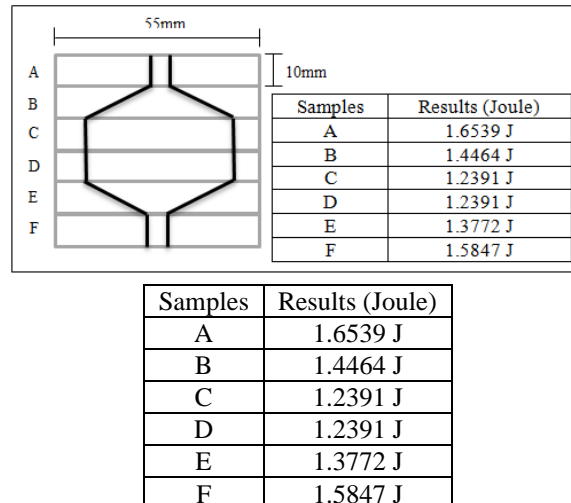 55mm
10mm
A
B
C
D
E
F
Samples Results (Joule)
A 1.6539 J
B 1.4464 J
C 1.2391 J
D 1.2391 J
E 1.3772 J
F 1.5847 J
Samples Results (Joule)
A 1.6539 J
B 1.4464 J
C 1.2391 J
D 1.2391 J
E 1.3772 J
F 1.5847 J